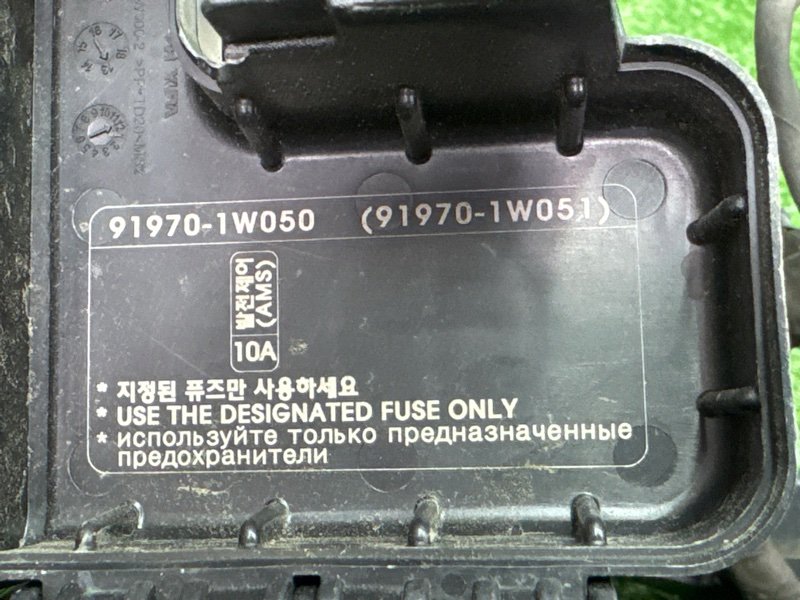 91970-1W050 (91970-1W051)
발전제어
(AMS)
10A
* 지정된 퓨즈만 사용하세요
* USE THE DESIGNATED FUSE ONLY
* используйте только предназначенные
предохранители